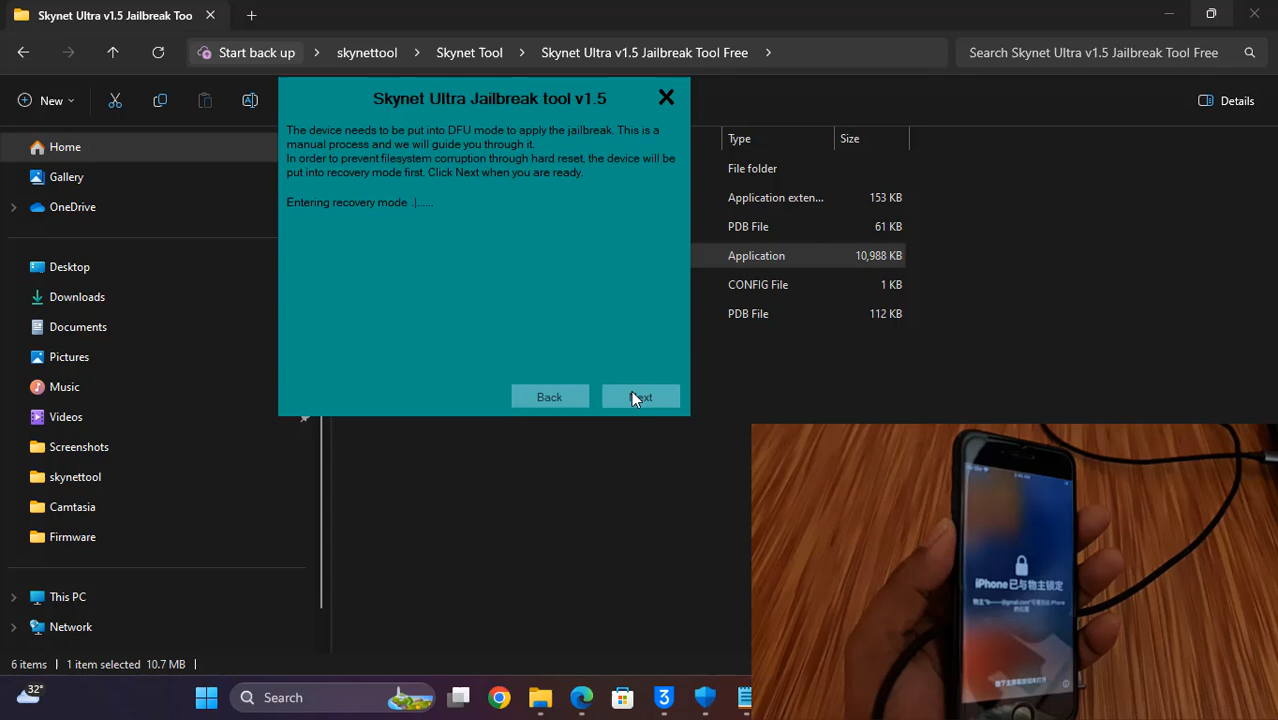 Skynet Ultra v1.5 Jailbreak Too
Start back up
skynettool
Skynet Tool
Skynet Ultra v1.5 Jailbreak Tool Free
Search Skynet Ultra v1.5 Jailbreak Tool Free
New
Details
Skynet Ultra Jailbreak tool v1.5
The device needs to be put into DFU mode to apply the jailbreak. This is a
manual process and we will guide you through it.
In order to prevent filesystem corruption through hard reset, the device will be
put into recovery mode first. Click Next when you are ready.
Entering recovery mode .|......
Back
Home
Gallery
OneDrive
Desktop
Downloads
Documents
Pictures
Music
Videos
Screenshots
skynettool
Camtasia
Firmware
This PC
Network
Type
Size
File folder
Application exten...
153 KB
PDB File
61 KB
Application
10,988 KB
CONFIG File
1 KB
PDB File
112 KB
iPhone 已与物主锁定
6 items
1 item selected 10.7 MB
32°
Search
3